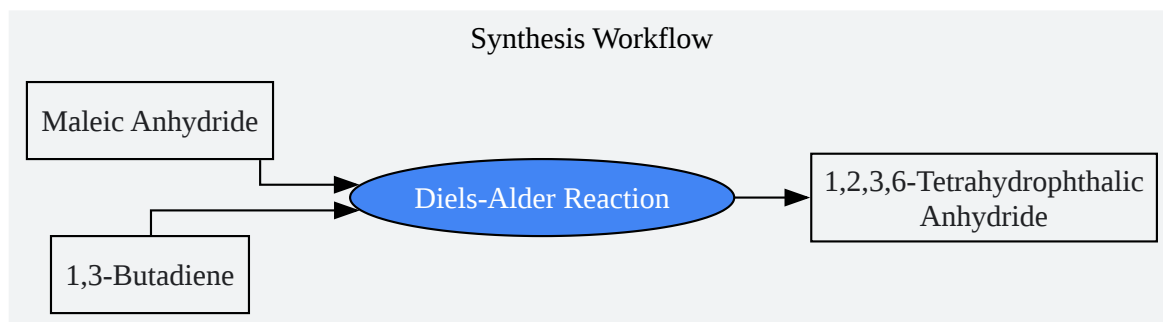 Synthesis Workflow
Maleic Anhydride
Diels-Alder Reaction
1,2,3,6-Tetrahydrophthalic
Anhydride
1,3-Butadiene